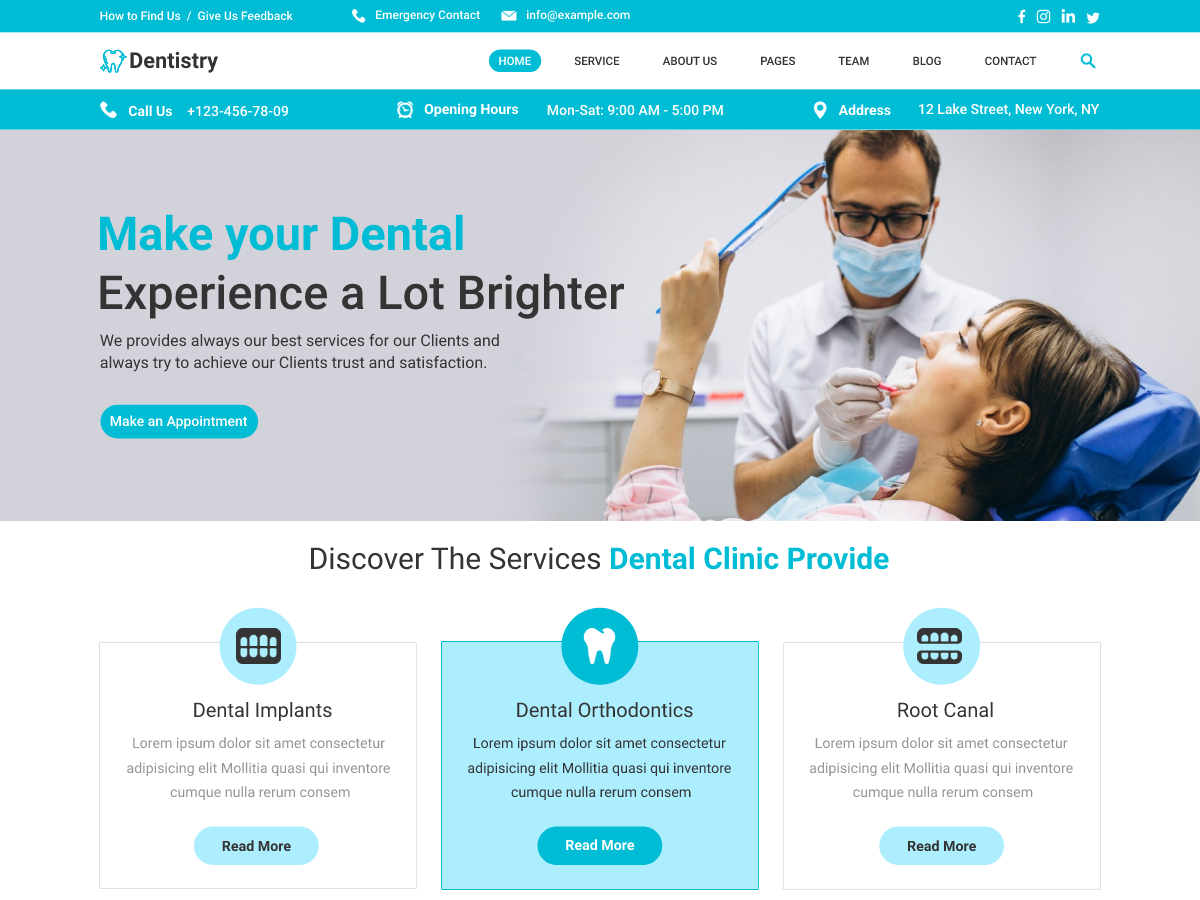 How to Find Us / Give Us Feedback
Emergency Contact
info@example.com
Dentistry
HOME
SERVICE
ABOUT US
PAGES
TEAM
BLOG
CONTACT
Call Us +123-456-78-09
Opening Hours Mon-Sat: 9:00 AM - 5:00 PM
Address 12 Lake Street, New York, NY
Make your Dental
Experience a Lot Brighter
We provides always our best services for our Clients and
always try to achieve our Clients trust and satisfaction.
Make an Appointment
Discover The Services Dental Clinic Provide
Dental Implants
Lorem ipsum dolor sit amet consectetur
adipisicing elit Mollitia quasi qui inventore
cumque nulla rerum consem
Read More
Dental Orthodontics
Lorem ipsum dolor sit amet consectetur
adipisicing elit Mollitia quasi qui inventore
cumque nulla rerum consem
Read More
Root Canal
Lorem ipsum dolor sit amet consectetur
adipisicing elit Mollitia quasi qui inventore
cumque nulla rerum consem
Read More